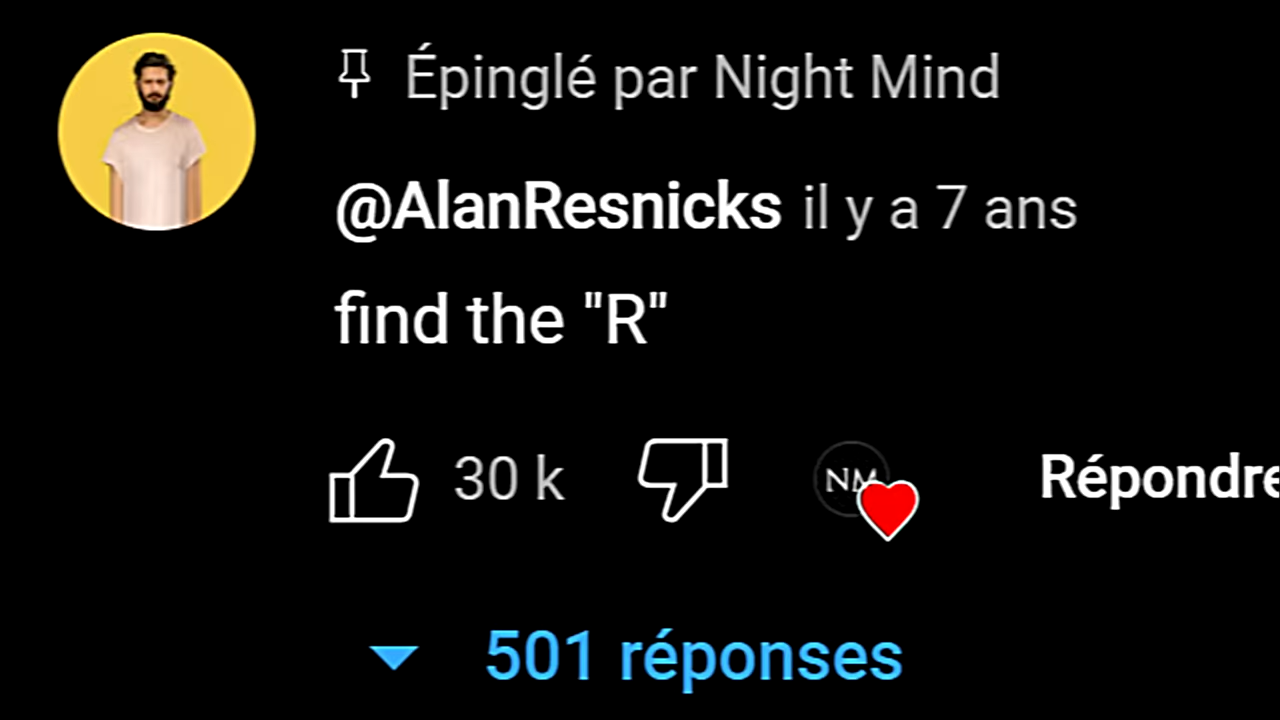 Épinglé par Night Mind
@AlanResnicks il y a 7 ans
find the "R"
30 k NM Répondre
501 réponses